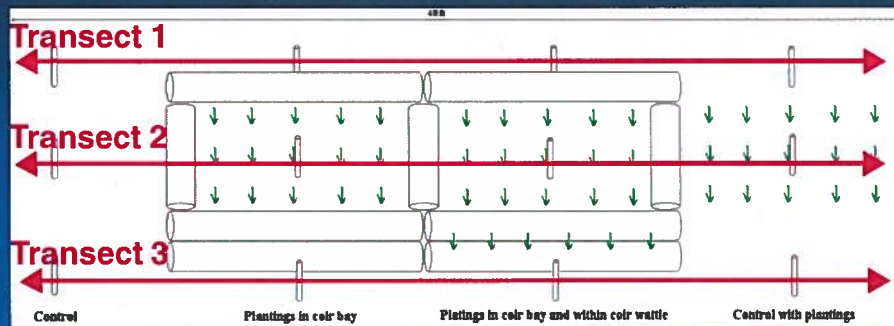 Transect 1
Transect 2
Transect 3
Control
Plantings in coir bay
Platings in coir bay and within coir wattle
Control with plantings